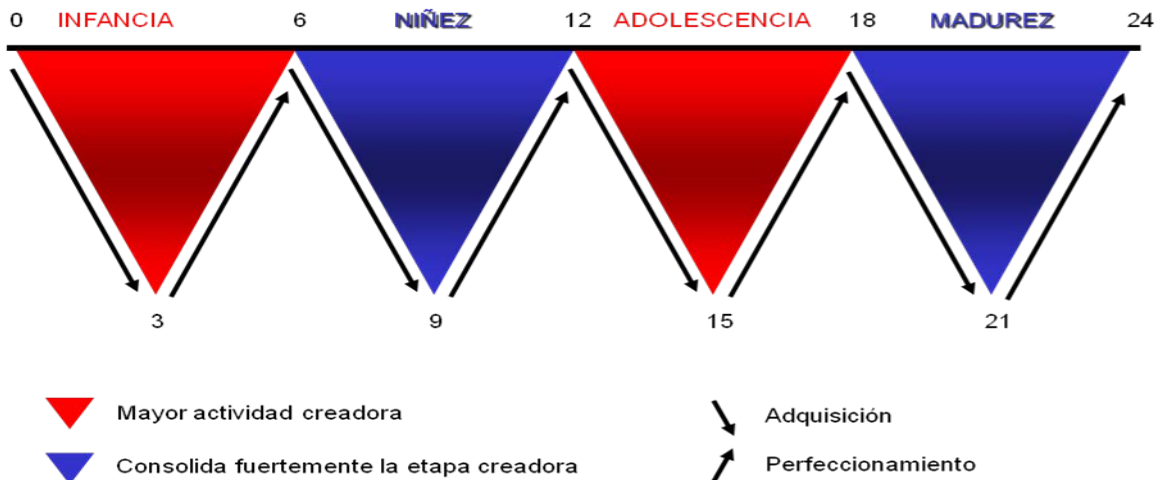 0 INFANCIA 6 NIÑEZ 12 ADOLESCENCIA 18 MADUREZ 24
3 9 15 21
Mayor actividad creadora
Adquisición
Consolida fuertemente la etapa creadora
Perfeccionamiento